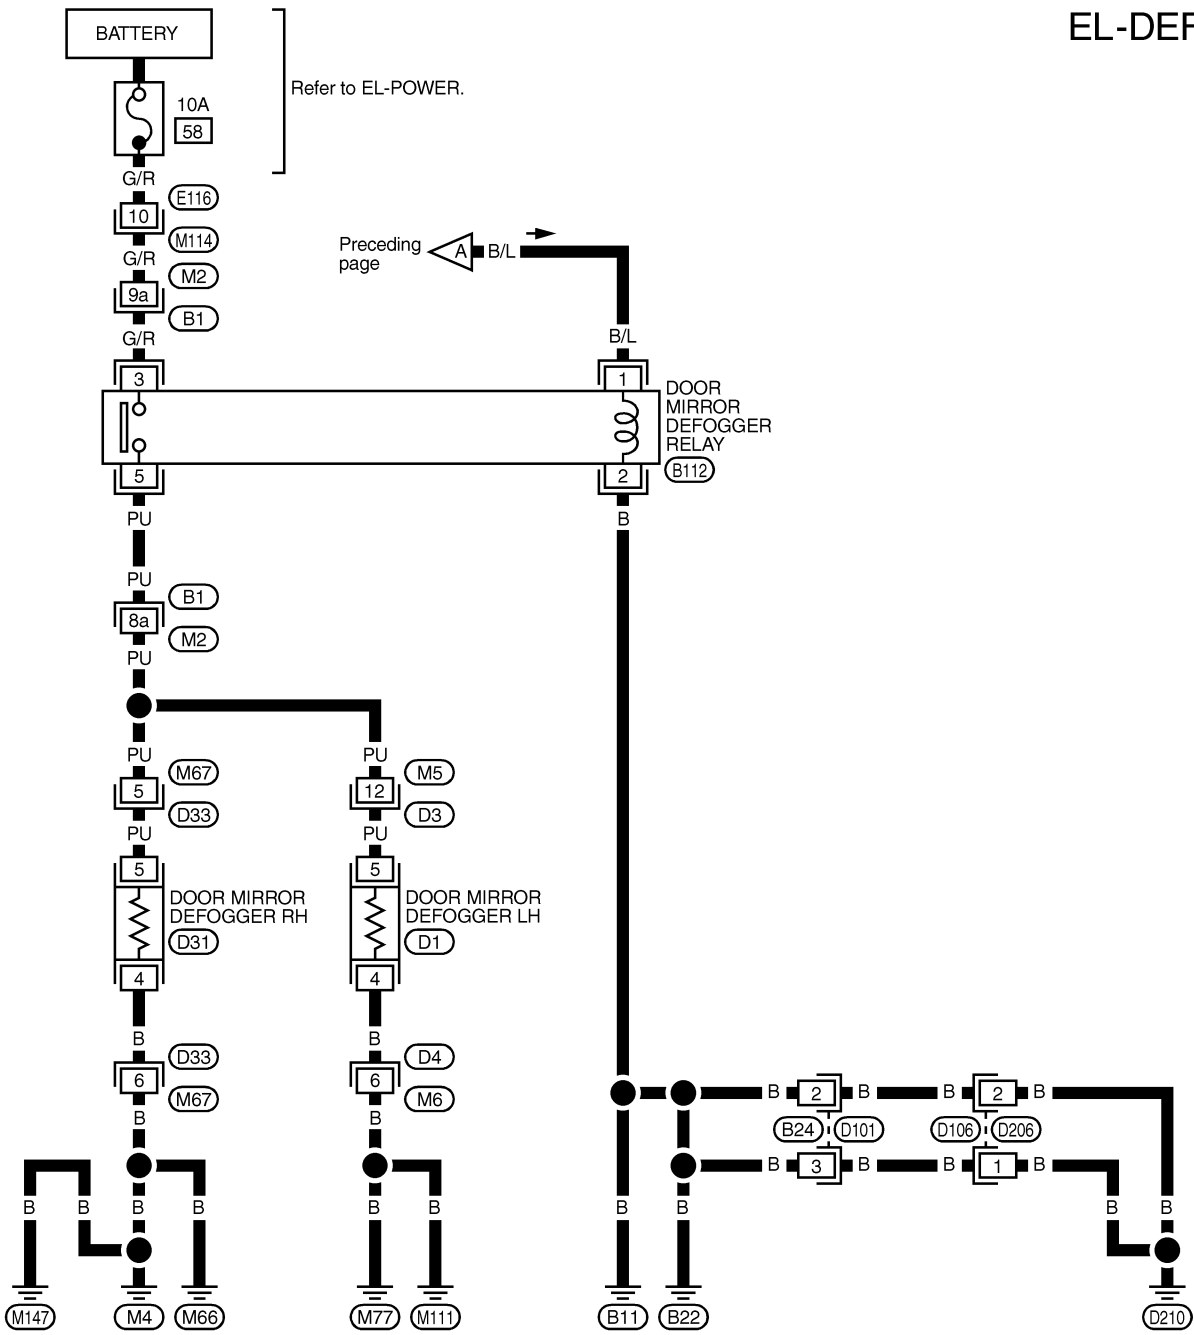 EL-DEF
BATTERY
10A
58
Refer to EL-POWER.
G/R
E116
10
M114
G/R
M2
9a
B1
G/R
Preceding
page
A
B/L
B/L
3
1
DOOR
MIRROR
DEFOGGER
RELAY
B112
5
2
PU
B
PU
B1
8a
M2
PU
PU
PU
M67
M5
5
12
D33
D3
PU
PU
5
5
DOOR MIRROR
DEFOGGER RH
D31
DOOR MIRROR
DEFOGGER LH
D1
4
4
B
B
D33
D4
6
6
M67
M6
B
B
B
2
B
B
2
B
B24
D101
D106
D206
B
3
B
B
1
B
B
B
B
B
B
B
B
B
B
B
M147
M4
M66
M77
M111
B11
B22
D210